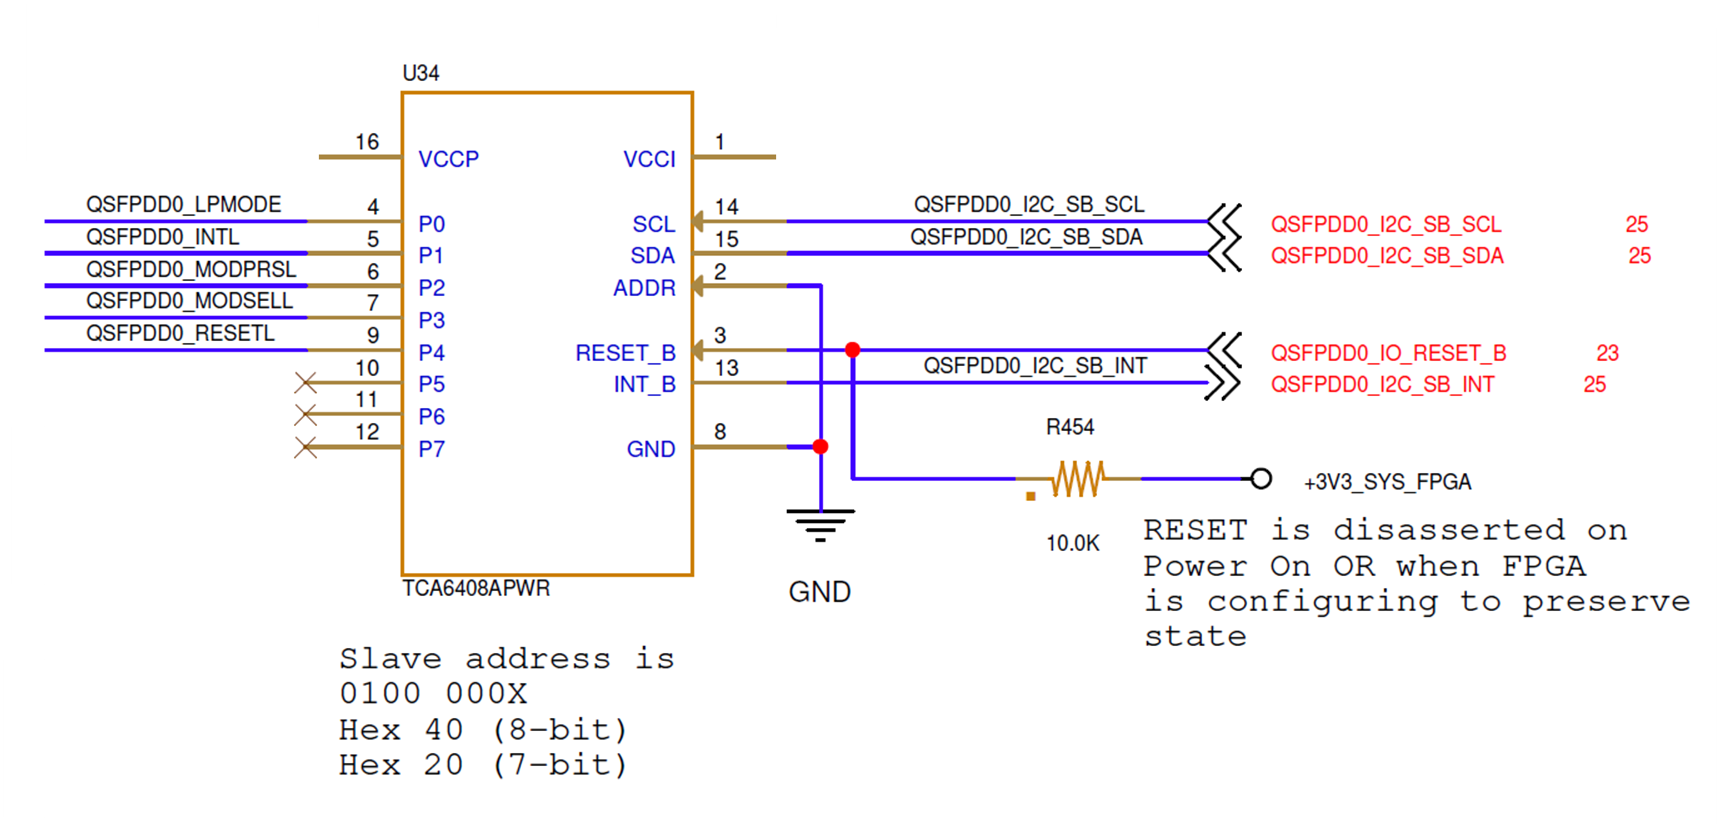 U34
16 VCCP VCCI 1
QSFPDD0_LPMODE 4 P0 SCL 14 QSFPDD0_I2C_SB_SCL QSFPDD0_I2C_SB_SCL 25
QSFPDD0_INTL 5 P1 SDA 15 QSFPDD0_I2C_SB_SDA QSFPDD0_I2C_SB_SDA 25
QSFPDD0_MODPRSL 6 P2 ADDR 2
QSFPDD0_MODSELL 7 P3
QSFPDD0_RESETL 9 P4 RESET_B 3 QSFPDD0_IO_RESET_B 23
10 P5 INT_B 13 QSFPDD0_I2C_SB_INT QSFPDD0_I2C_SB_INT 25
11 P6
12 P7 GND 8
R454
+3V3_SYS_FPGA
10.0K
TCA6408APWR
GND
RESET is disasserted on
Power On OR when FPGA
is configuring to preserve
state
Slave address is
0100 000X
Hex 40 (8-bit)
Hex 20 (7-bit)